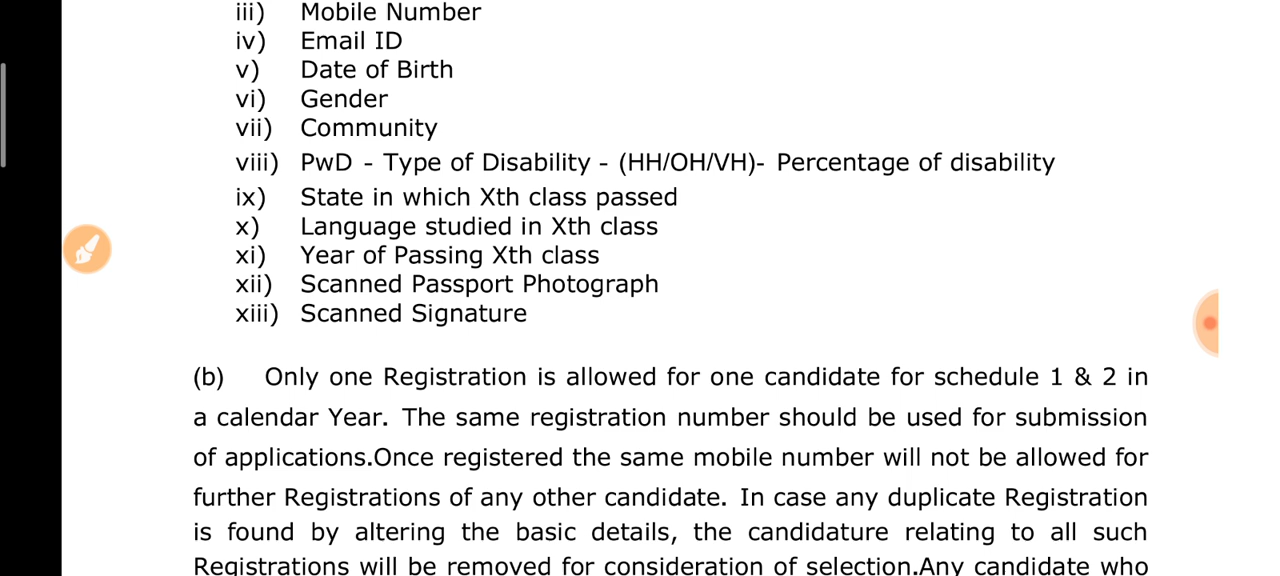 iii) Mobile Number
iv) Email ID
v) Date of Birth
vi) Gender
vii) Community
viii) PwD - Type of Disability - (HH/OH/VH)- Percentage of disability
ix) State in which Xth class passed
x) Language studied in Xth class
xi) Year of Passing Xth class
xii) Scanned Passport Photograph
xiii) Scanned Signature
(b) Only one Registration is allowed for one candidate for schedule 1 & 2 in
a calendar Year. The same registration number should be used for submission
of applications.Once registered the same mobile number will not be allowed for
further Registrations of any other candidate. In case any duplicate Registration
is found by altering the basic details, the candidature relating to all such
Registrations will be removed for consideration of selection.Any candidate who